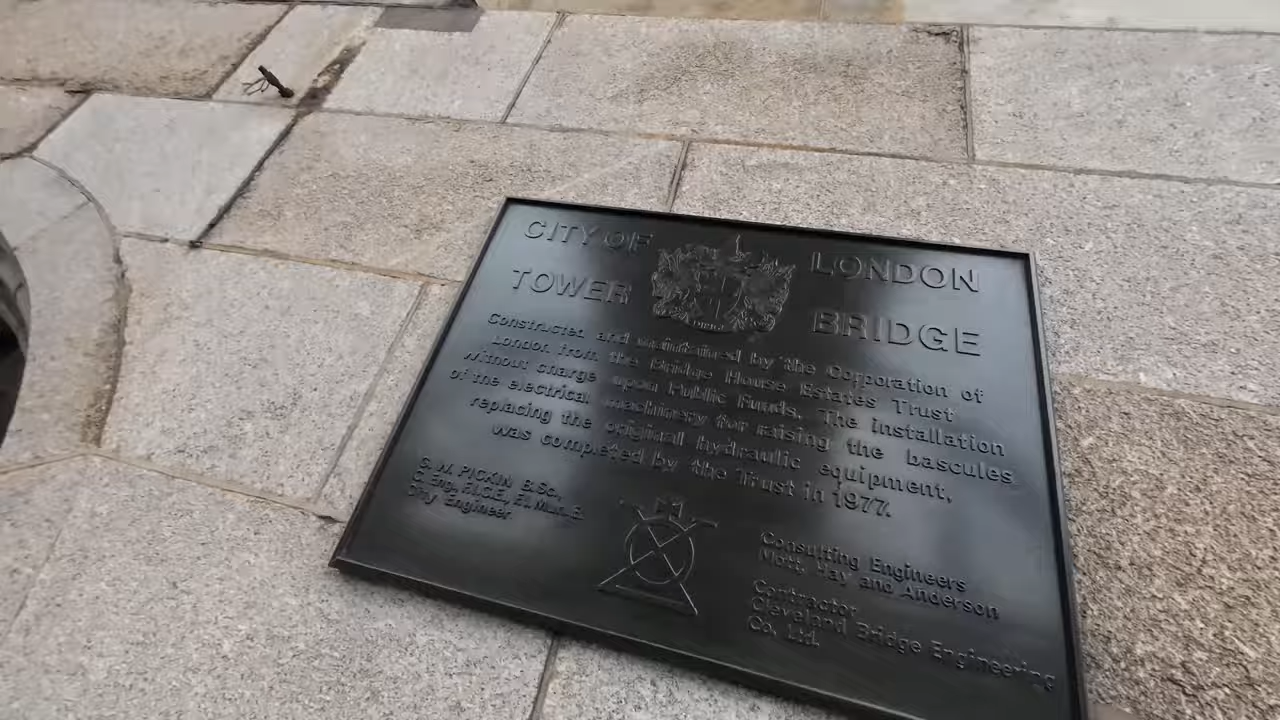 CITY OF LONDON
TOWER BRIDGE
Constructed and maintained by the Corporation of
London from the Bridge House Estates Trust
without charge upon Public Funds. The installation
of the electrical machinery for raising the bascules
replacing the original hydraulic equipment,
was completed by the Trust in 1977.
G. M. PICKIN B.Sc.,
C. Eng., F.I.C.E., F.I. Mun. E.
City Engineer
Consulting Engineers
Mott, Hay and Anderson
Contractor
Cleveland Bridge Engineering
Co. Ltd.